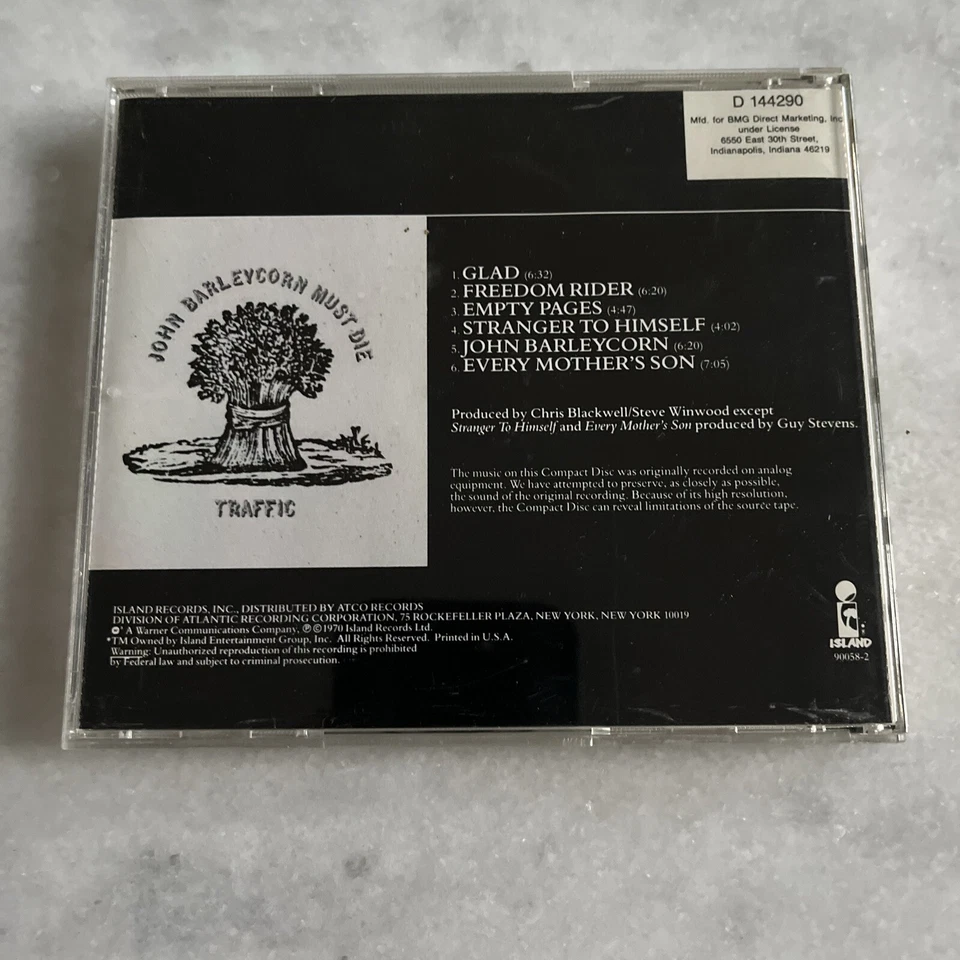 D 144290
Mfd. for BMG Direct Marketing, Inc
under License
6550 East 30th Street,
Indianapolis, Indiana 46219
JOHN BARLEYCORN MUST DIE
TRAFFIC
1. GLAD (6:32)
2. FREEDOM RIDER (6:20)
3. EMPTY PAGES (4:47)
4. STRANGER TO HIMSELF (4:02)
5. JOHN BARLEYCORN (6:20)
6. EVERY MOTHER'S SON (7:05)
Produced by Chris Blackwell/Steve Winwood except
Stranger To Himself and Every Mother's Son produced by Guy Stevens.
The music on this Compact Disc was originally recorded on analog
equipment. We have attempted to preserve, as closely as possible,
the sound of the original recording. Because of its high resolution,
however, the Compact Disc can reveal limitations of the source tape.
ISLAND RECORDS, INC., DISTRIBUTED BY ATCO RECORDS
DIVISION OF ATLANTIC RECORDING CORPORATION, 75 ROCKEFELLER PLAZA, NEW YORK, NEW YORK 10019
A Warner Communications Company, ℗©1970 Island Records Ltd.
*TM Owned by Island Entertainment Group, Inc. All Rights Reserved. Printed in U.S.A.
Warning: Unauthorized reproduction of this recording is prohibited
by Federal law and subject to criminal prosecution.
ISLAND
90058-2